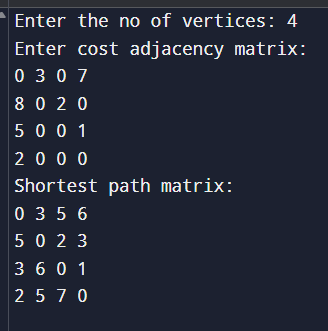 Enter the no of vertices: 4
Enter cost adjacency matrix:
0 3 0 7
8 0 2 0
5 0 0 1
2 0 0 0
Shortest path matrix:
0 3 5 6
5 0 2 3
3 6 0 1
2 5 7 0